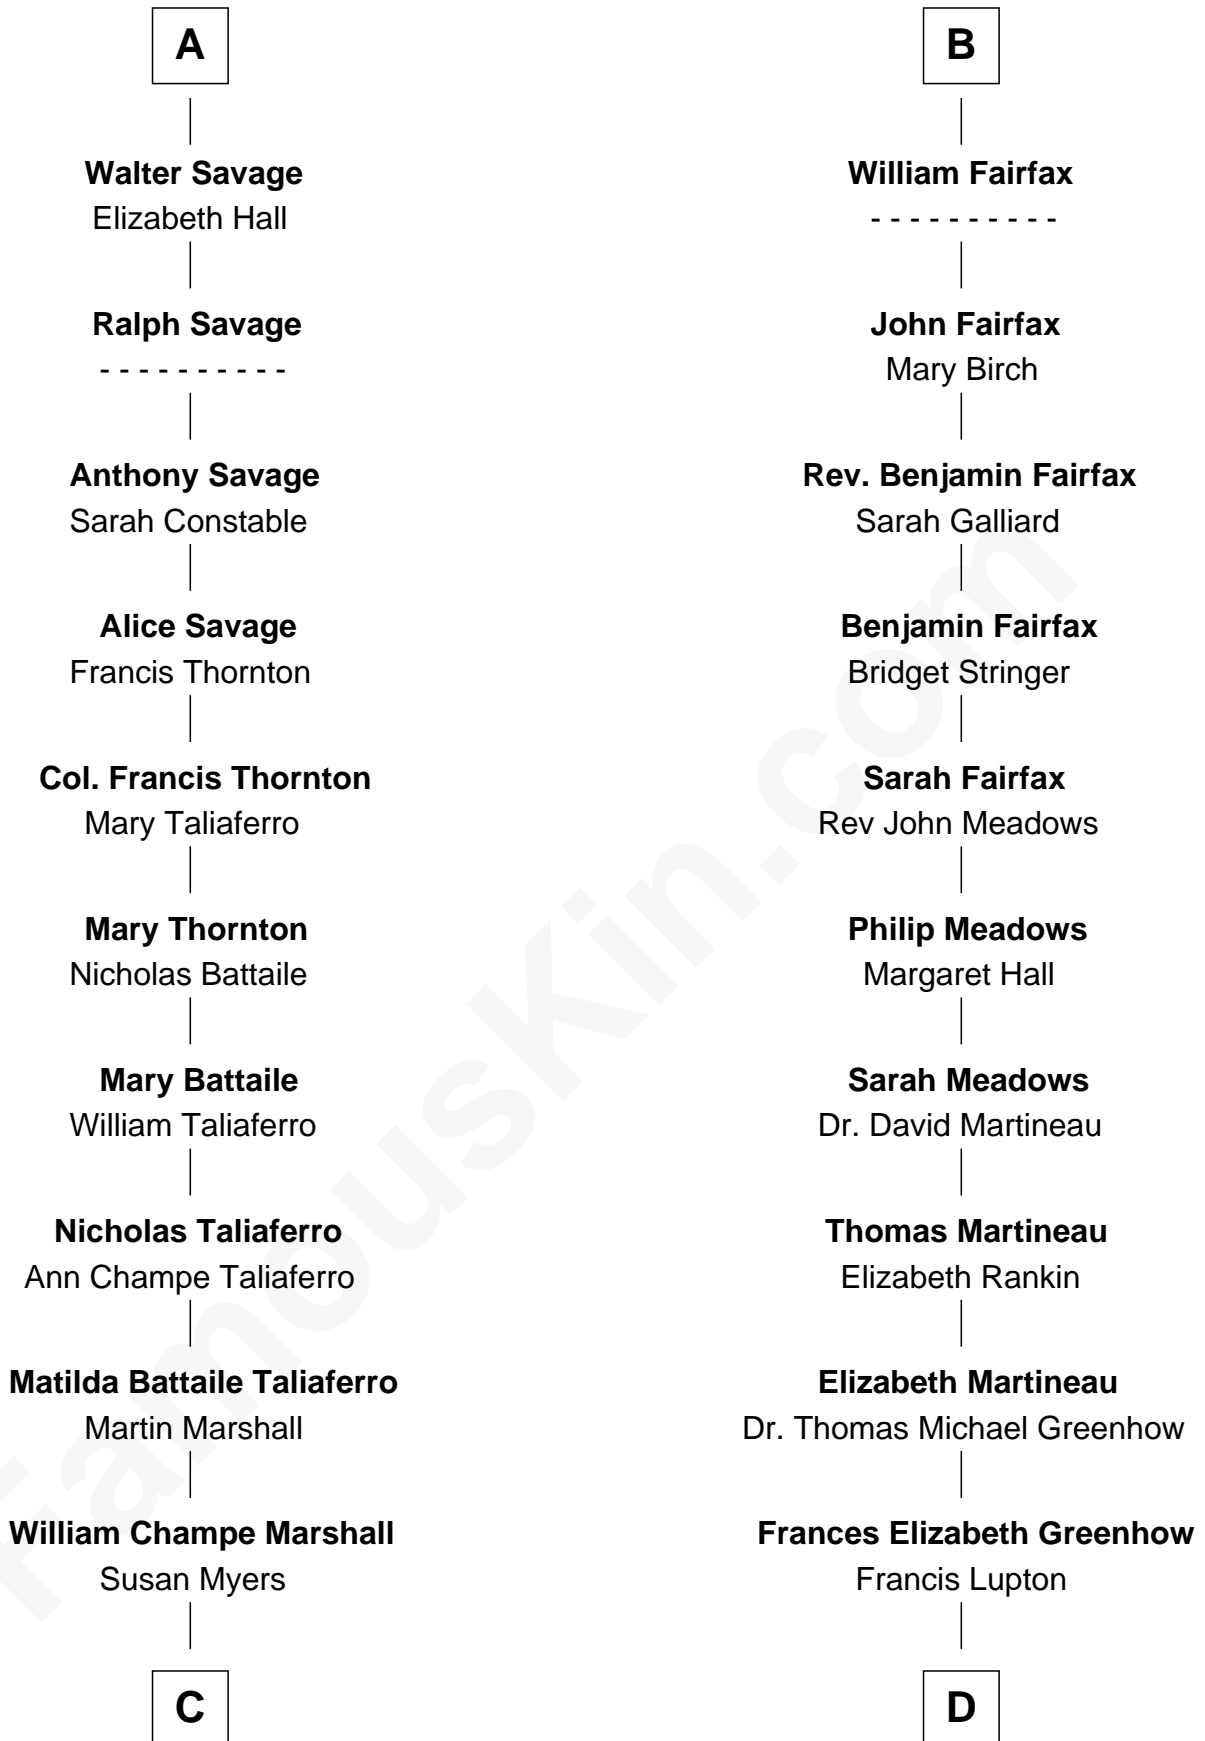 A
Walter Savage
Elizabeth Hall
Ralph Savage
- - - - - - - - - -
Anthony Savage
Sarah Constable
Alice Savage
Francis Thornton
Col. Francis Thornton
Mary Taliaferro
Mary Thornton
Nicholas Battaile
Mary Battaile
William Taliaferro
Nicholas Taliaferro
Ann Champe Taliaferro
Matilda Battaile Taliaferro
Martin Marshall
William Champe Marshall
Susan Myers
C
B
William Fairfax
- - - - - - - - - -
John Fairfax
Mary Birch
Rev. Benjamin Fairfax
Sarah Galliard
Benjamin Fairfax
Bridget Stringer
Sarah Fairfax
Rev John Meadows
Philip Meadows
Margaret Hall
Sarah Meadows
Dr. David Martineau
Thomas Martineau
Elizabeth Rankin
Elizabeth Martineau
Dr. Thomas Michael Greenhow
Frances Elizabeth Greenhow
Francis Lupton
D
FamousKin.com